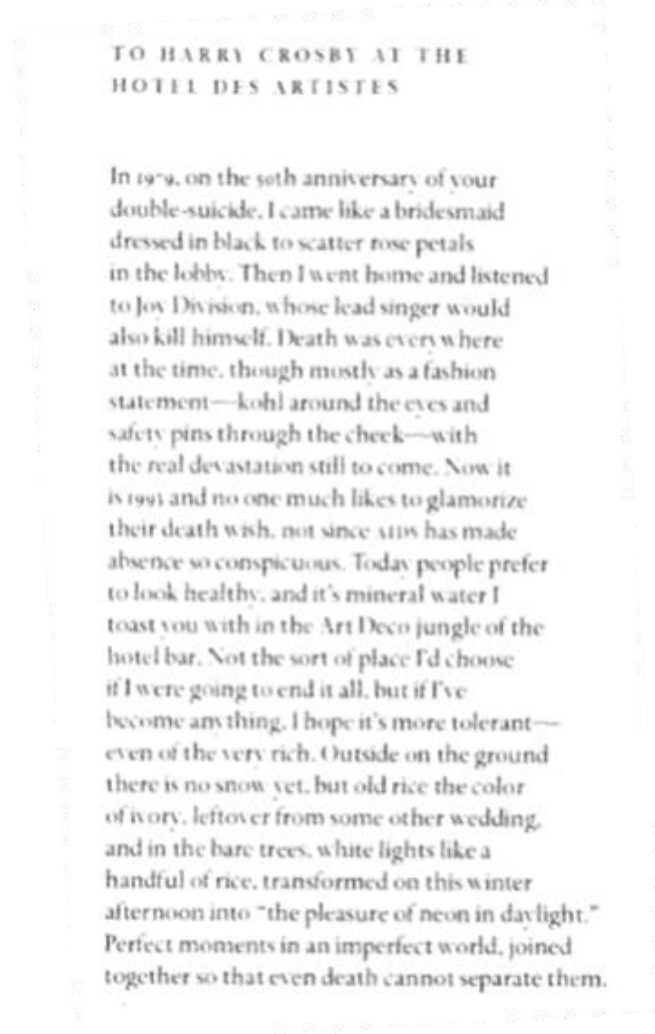 TO HARRY CROSBY AT THE
HOTEL DES ARTISTES
In 1979, on the 50th anniversary of your
double-suicide, I came like a bridesmaid
dressed in black to scatter rose petals
in the lobby. Then I went home and listened
to Joy Division, whose lead singer would
also kill himself. Death was everywhere
at the time, though mostly as a fashion
statement—kohl around the eyes and
safety pins through the cheek—with
the real devastation still to come. Now it
is 1991 and no one much likes to glamorize
their death wish, not since AIDS has made
absence so conspicuous. Today people prefer
to look healthy, and it's mineral water I
toast you with in the Art Deco jungle of the
hotel bar. Not the sort of place I'd choose
if I were going to end it all, but if I've
become any thing, I hope it's more tolerant—
even of the very rich. Outside on the ground
there is no snow yet, but old rice the color
of ivory, leftover from some other wedding,
and in the bare trees, white lights like a
handful of rice, transformed on this winter
afternoon into "the pleasure of neon in daylight."
Perfect moments in an imperfect world, joined
together so that even death cannot separate them.